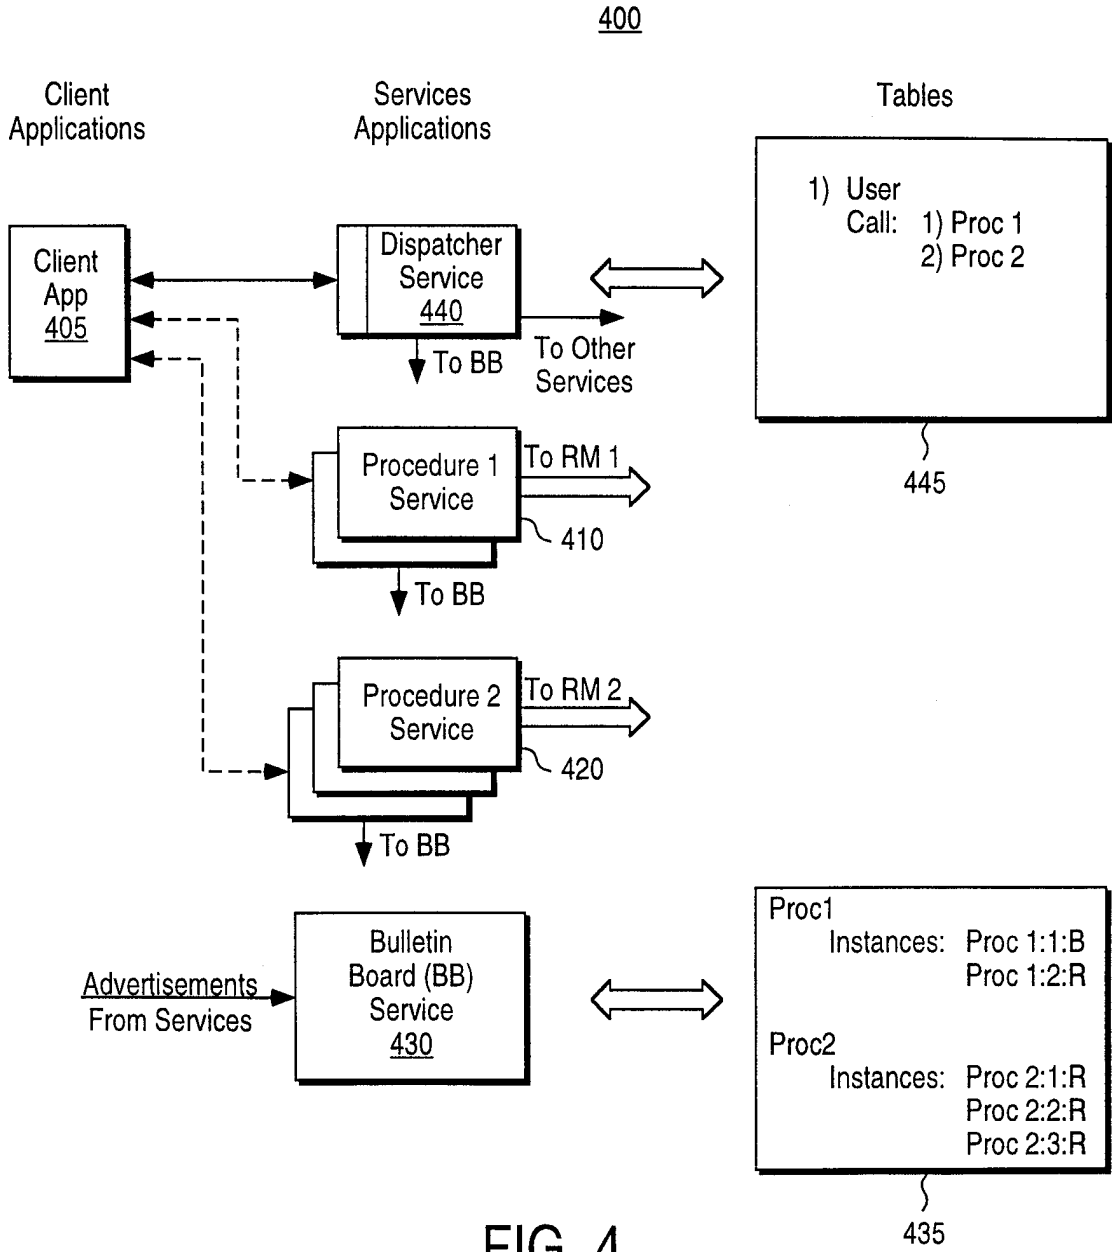 400
Client
Applications
Services
Applications
Tables
1) User
Call: 1) Proc 1
2) Proc 2
Client
App
405
Dispatcher
Service
440
To BB
To Other
Services
445
Procedure 1
Service
To RM 1
410
To BB
Procedure 2
Service
To RM 2
420
To BB
Advertisements
From Services
Bulletin
Board (BB)
Service
430
Proc1
Instances: Proc 1:1:B
Proc 1:2:R
Proc2
Instances: Proc 2:1:R
Proc 2:2:R
Proc 2:3:R
435
FIG. 4